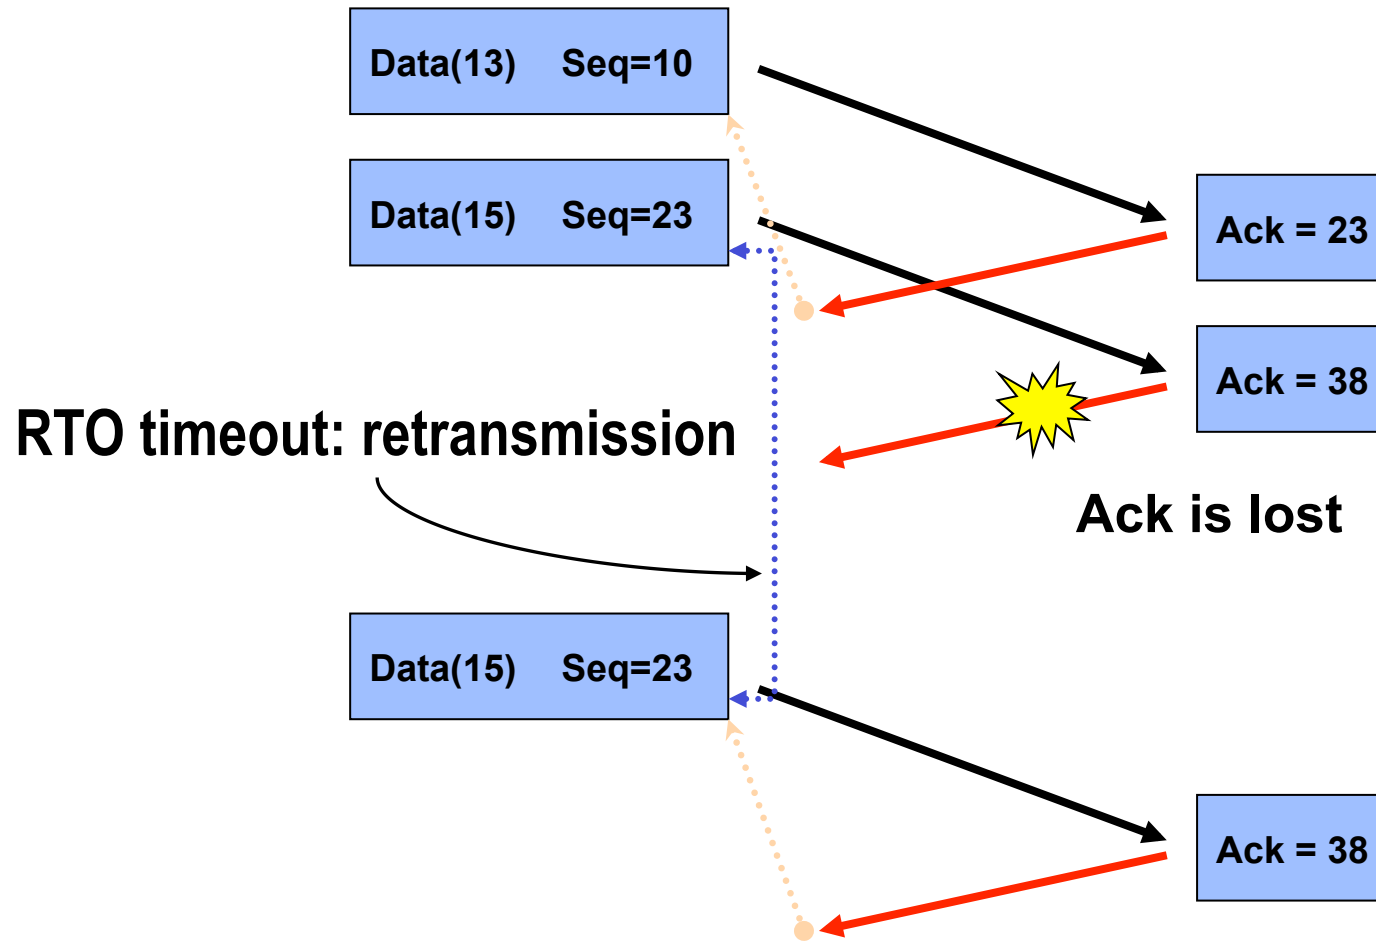 Data(13) Seq=10
Data(15) Seq=23
Ack = 23
Ack = 38
RTO timeout: retransmission
Ack is lost
Data(15) Seq=23
Ack = 38